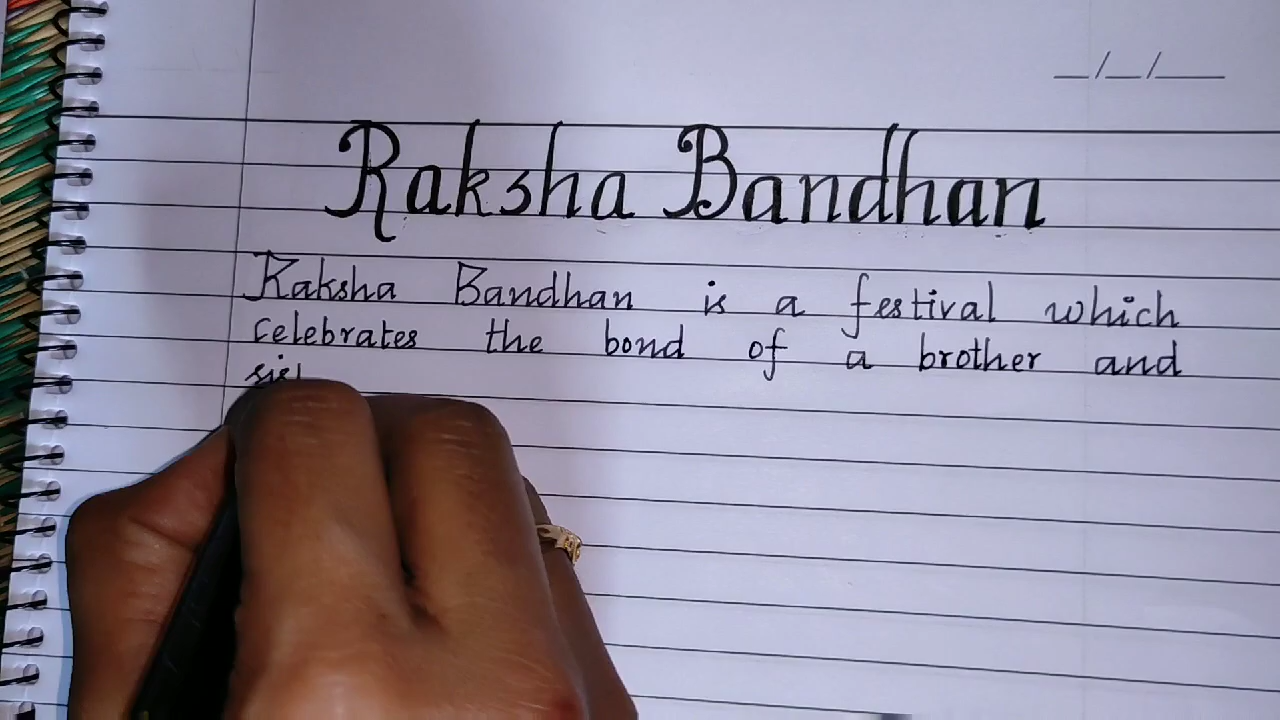 Raksha Bandhan
Raksha Bandhan is a festival which
celebrates the bond of a brother and